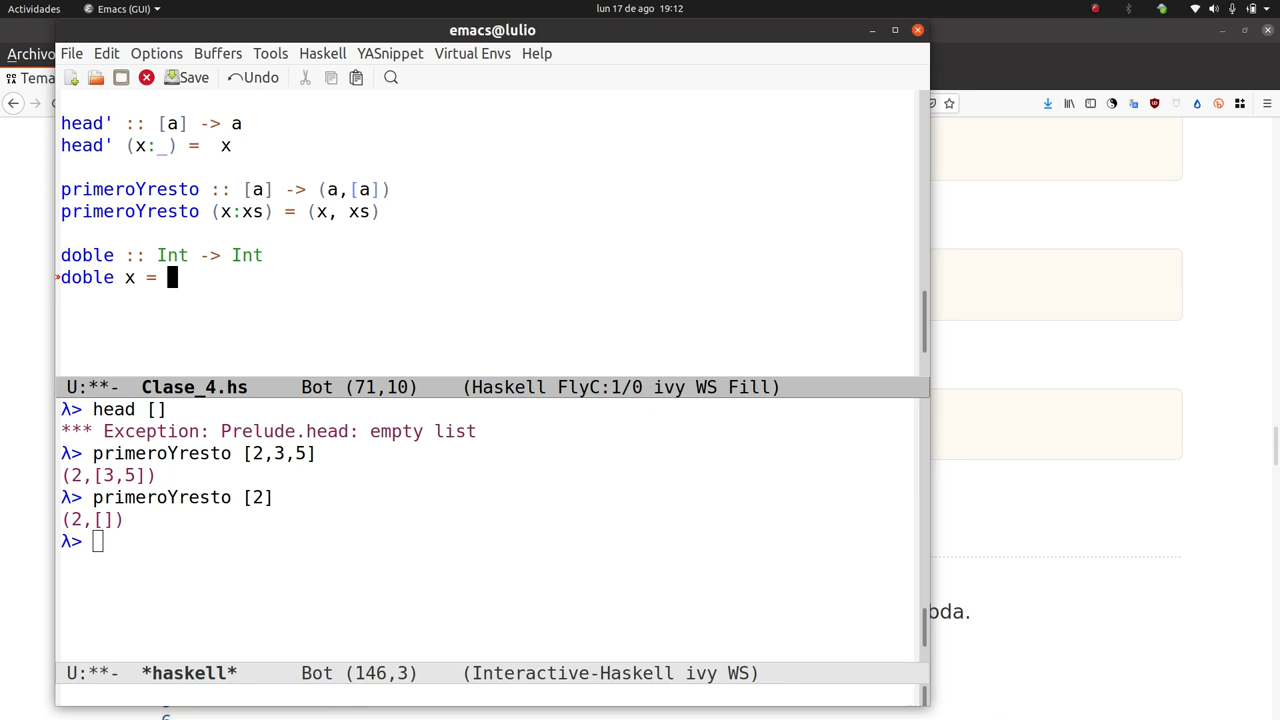 Actividades Emacs (GUI) lun 17 de ago 19:12
emacs@lulio
Archivo
File Edit Options Buffers Tools Haskell YASnippet Virtual Envs Help
Tema
Save Undo
head' :: [a] -> a
head' (x:_) =  x
primeroYresto :: [a] -> (a,[a])
primeroYresto (x:xs) = (x, xs)
doble :: Int -> Int
»doble x =
U:**-  Clase_4.hs     Bot (71,10)    (Haskell FlyC:1/0 ivy WS Fill)
λ> head []
*** Exception: Prelude.head: empty list
λ> primeroYresto [2,3,5]
(2,[3,5])
λ> primeroYresto [2]
(2,[])
λ>
bda.
U:**-  *haskell*      Bot (146,3)    (Interactive-Haskell ivy WS)